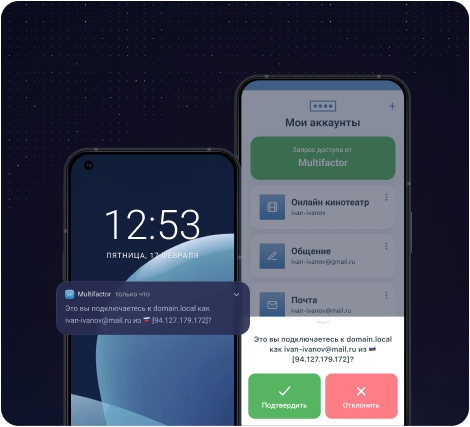 12:53
ПЯТНИЦА, 17 ФЕВРАЛЯ
Multifactor только что
Это вы подключаетесь к domain.local как
ivan-ivanov@mail.ru из [94.127.179.172]?
Мои аккаунты
+
Запрос доступа от
Multifactor
Онлайн кинотеатр
ivan-ivanov
Общение
ivan-ivanov@gmail.ru
Почта
ivan-ivanov@mail.ru
Это вы подключаетесь к domain.local
как ivan-ivanov@mail.ru из
[94.127.179.172]?
Подтвердить
Отклонить